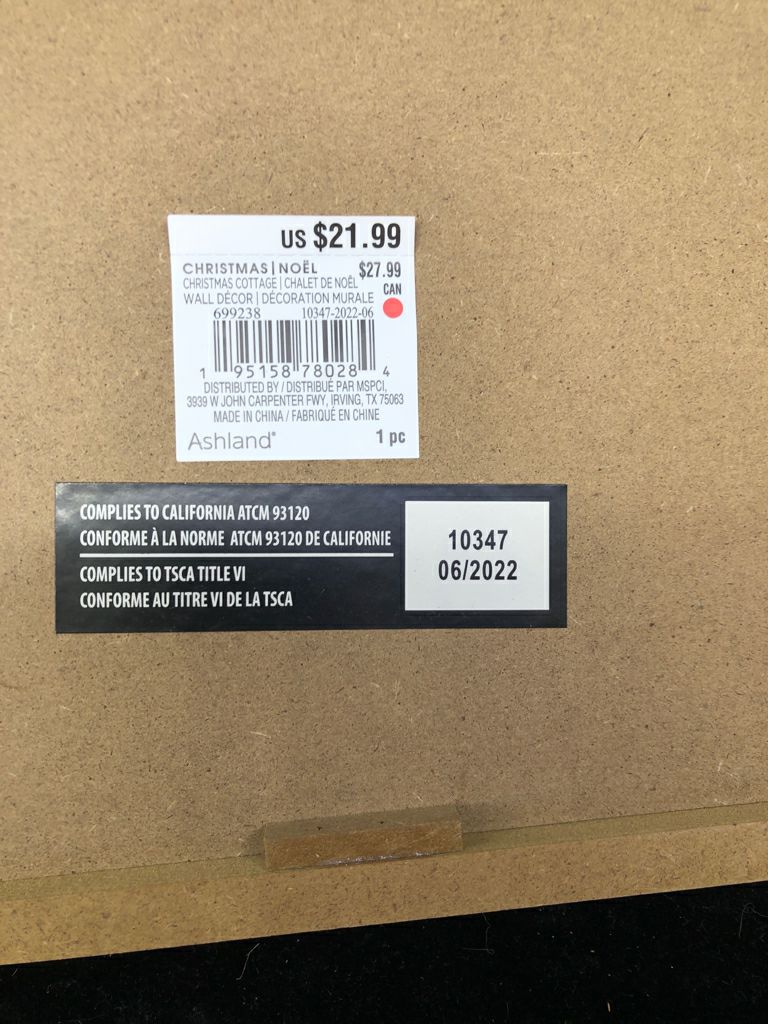 US $21.99
CHRISTMAS | NOËL $27.99
CHRISTMAS COTTAGE | CHALET DE NOËL CAN
WALL DÉCOR | DÉCORATION MURALE
699238 10347-2022-06
1 95158 78028 4
DISTRIBUTED BY / DISTRIBUÉ PAR MSPCI,
3939 W JOHN CARPENTER FWY, IRVING, TX 75063
MADE IN CHINA / FABRIQUÉ EN CHINE
Ashland® 1 pc
COMPLIES TO CALIFORNIA ATCM 93120
CONFORME À LA NORME ATCM 93120 DE CALIFORNIE
COMPLIES TO TSCA TITLE VI
CONFORME AU TITRE VI DE LA TSCA
10347
06/2022